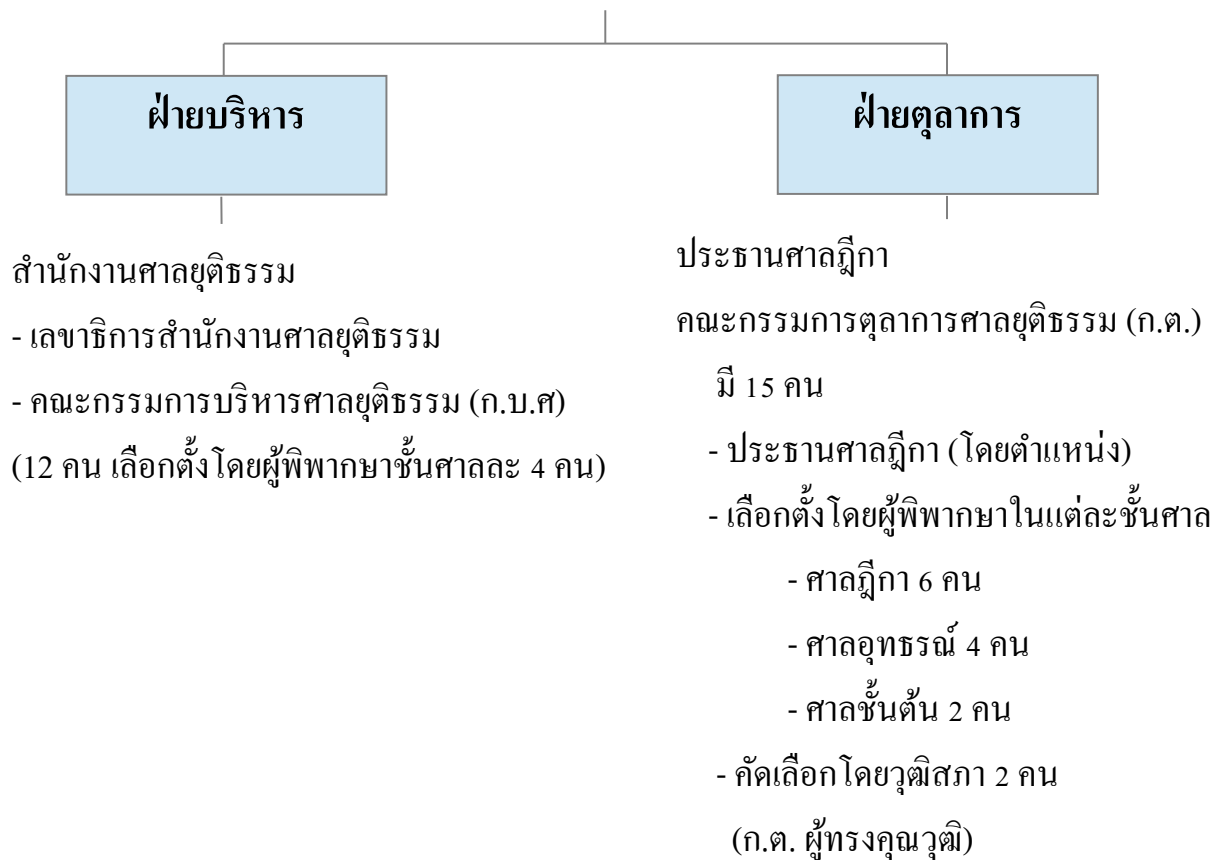 ฝ่ายบริหาร
สำนักงานศาลยุติธรรม
- เลขาธิการสำนักงานศาลยุติธรรม
- คณะกรรมการบริหารศาลยุติธรรม (ก.บ.ศ)
(12 คน เลือกตั้งโดยผู้พิพากษาชั้นศาลละ 4 คน)
ฝ่ายตุลาการ
ประธานศาลฎีกา
คณะกรรมการตุลาการศาลยุติธรรม (ก.ต.)
มี 15 คน
- ประธานศาลฎีกา (โดยตำแหน่ง)
- เลือกตั้งโดยผู้พิพากษาในแต่ละชั้นศาล
- ศาลฎีกา 6 คน
- ศาลอุทธรณ์ 4 คน
- ศาลชั้นต้น 2 คน
- คัดเลือกโดยวุฒิสภา 2 คน
(ก.ต. ผู้ทรงคุณวุฒิ)